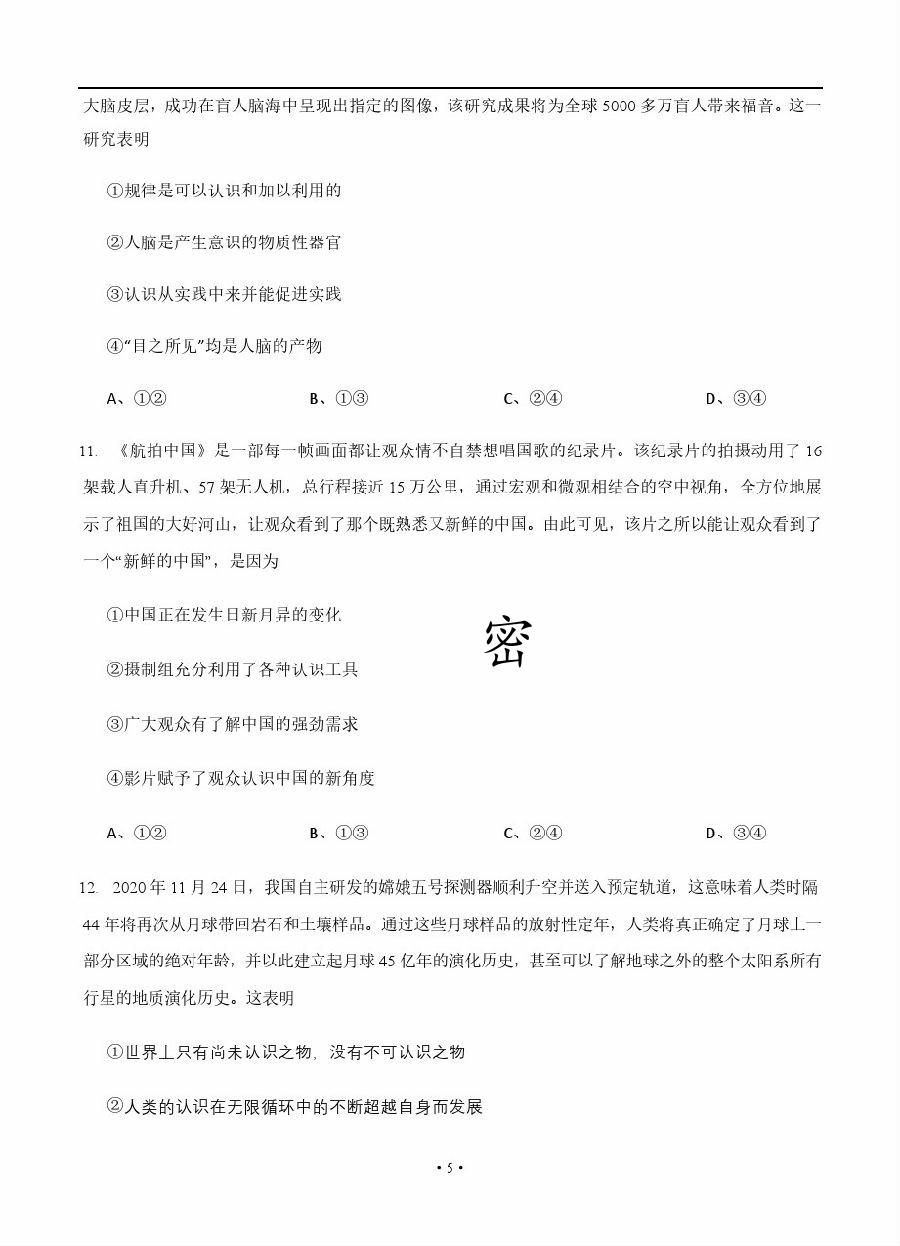 大脑皮层，成功在盲人脑海中呈现出指定的图像，该研究成果将为全球 5000 多万盲人带来福音。这一
研究表明
①规律是可以认识和加以利用的
②人脑是产生意识的物质性器官
③认识从实践中来并能促进实践
④“目之所见”均是人脑的产物
A、①② B、①③ C、②④ D、③④
11. 《航拍中国》是一部每一帧画面都让观众情不自禁想唱国歌的纪录片。该纪录片的拍摄动用了 16
架载人直升机、57 架无人机，总行程接近 15 万公里，通过宏观和微观相结合的空中视角，全方位地展
示了祖国的大好河山，让观众看到了那个既熟悉又新鲜的中国。由此可见，该片之所以能让观众看到了
一个“新鲜的中国”，是因为
①中国正在发生日新月异的变化
密
②摄制组充分利用了各种认识工具
③广大观众有了解中国的强劲需求
④影片赋予了观众认识中国的新角度
A、①② B、①③ C、②④ D、③④
12. 2020 年 11 月 24 日，我国自主研发的嫦娥五号探测器顺利升空并送入预定轨道，这意味着人类时隔
44 年将再次从月球带回岩石和土壤样品。通过这些月球样品的放射性定年，人类将真正确定了月球上一
部分区域的绝对年龄，并以此建立起月球 45 亿年的演化历史，甚至可以了解地球之外的整个太阳系所有
行星的地质演化历史。这表明
①世界上只有尚未认识之物，没有不可认识之物
②人类的认识在无限循环中的不断超越自身而发展
• 5 •